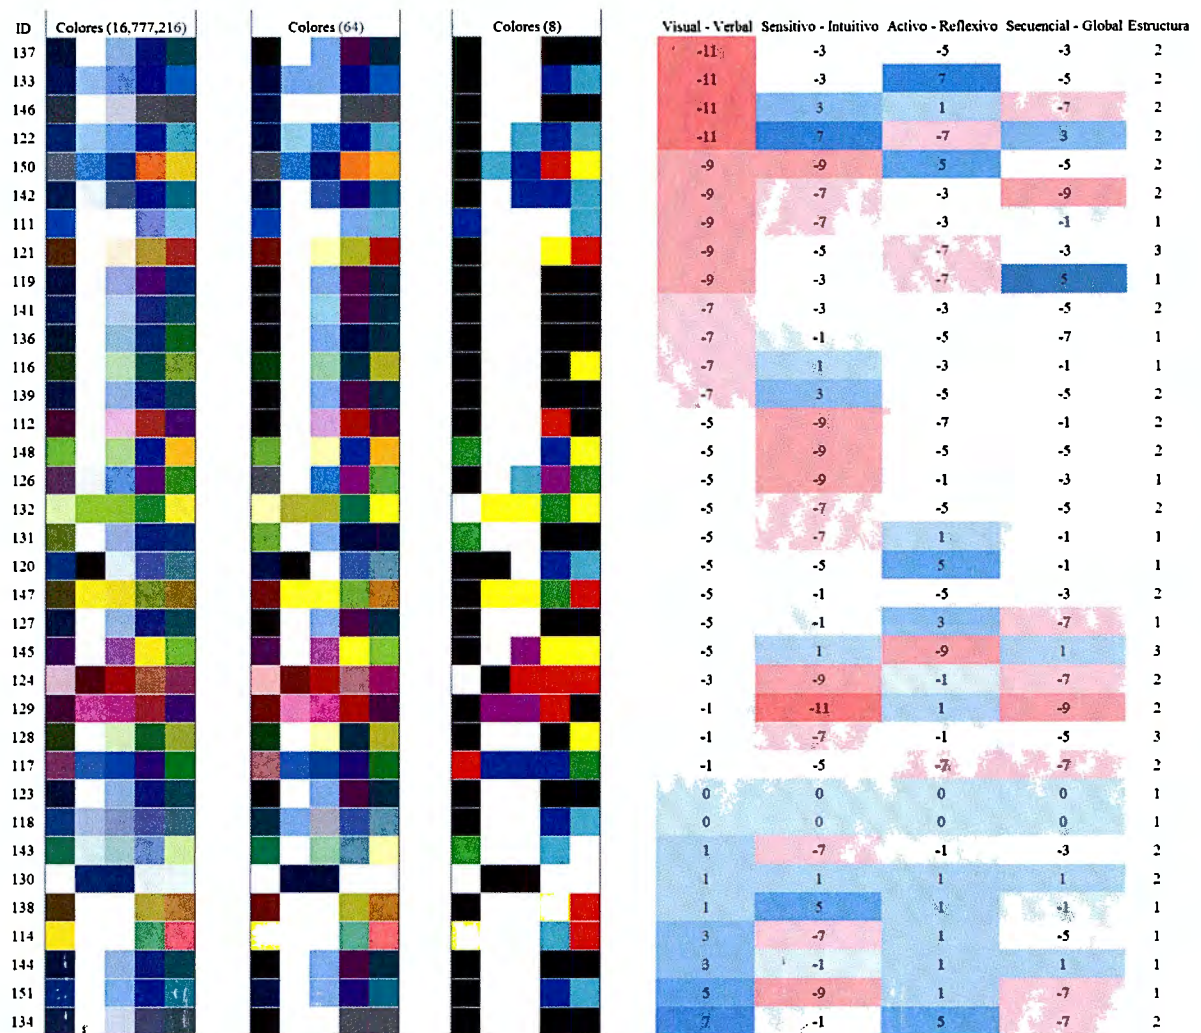 ID Colores (16,777,216) Colores (64) Colores (8) Visual - Verbal Sensitivo - Intuitivo Activo - Reflexivo Secuencial - Global Estructura
137 -11 -3 -5 -3 2
133 -11 -3 7 -5 2
146 -11 3 1 -7 2
122 -11 7 -7 3 2
150 -9 -9 5 -5 2
142 -9 -7 -3 -9 2
111 -9 -7 -3 -1 1
121 -9 -5 -7 -3 3
119 -9 -3 -7 5 1
141 -7 -3 -3 -5 2
136 -7 -1 -5 -7 1
116 -7 1 -3 -1 1
139 -7 3 -5 -5 2
112 -5 -9 -7 -1 2
148 -5 -9 -5 -5 2
126 -5 -9 -1 -3 1
132 -5 -7 -5 -5 2
131 -5 -7 1 -1 1
120 -5 -5 5 -1 1
147 -5 -1 -5 -3 2
127 -5 -1 3 -7 1
145 -5 1 -9 1 3
124 -3 -9 -1 -7 2
129 -1 -11 1 -9 2
128 -1 -7 -1 -5 3
117 -1 -5 -7 -7 2
123 0 0 0 0 1
118 0 0 0 0 1
143 1 -7 -1 -3 2
130 1 1 1 1 2
138 1 5 1 -1 1
114 3 -7 1 -5 1
144 3 -1 1 1 1
151 5 -9 1 -7 1
134 7 -1 5 -7 2